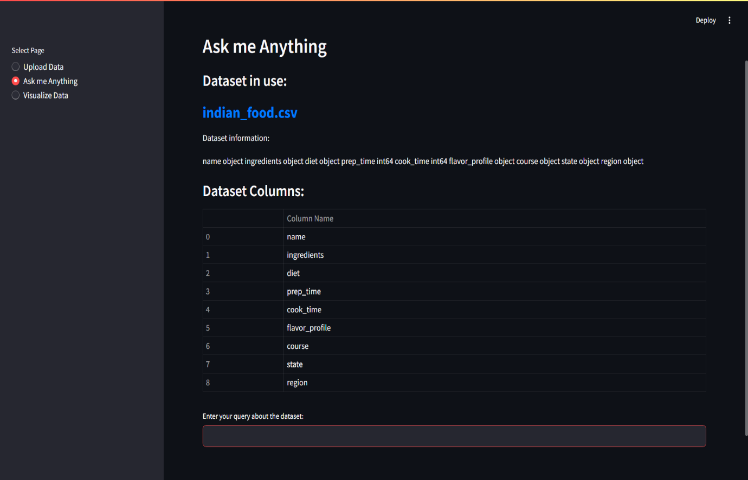 Deploy
Select Page
Upload Data
Ask me Anything
Visualize Data
Ask me Anything
Dataset in use:
indian_food.csv
Dataset information:
name object ingredients object diet object prep_time int64 cook_time int64 flavor_profile object course object state object region object
Dataset Columns:
Column Name
0 name
1 ingredients
2 diet
3 prep_time
4 cook_time
5 flavor_profile
6 course
7 state
8 region
Enter your query about the dataset: